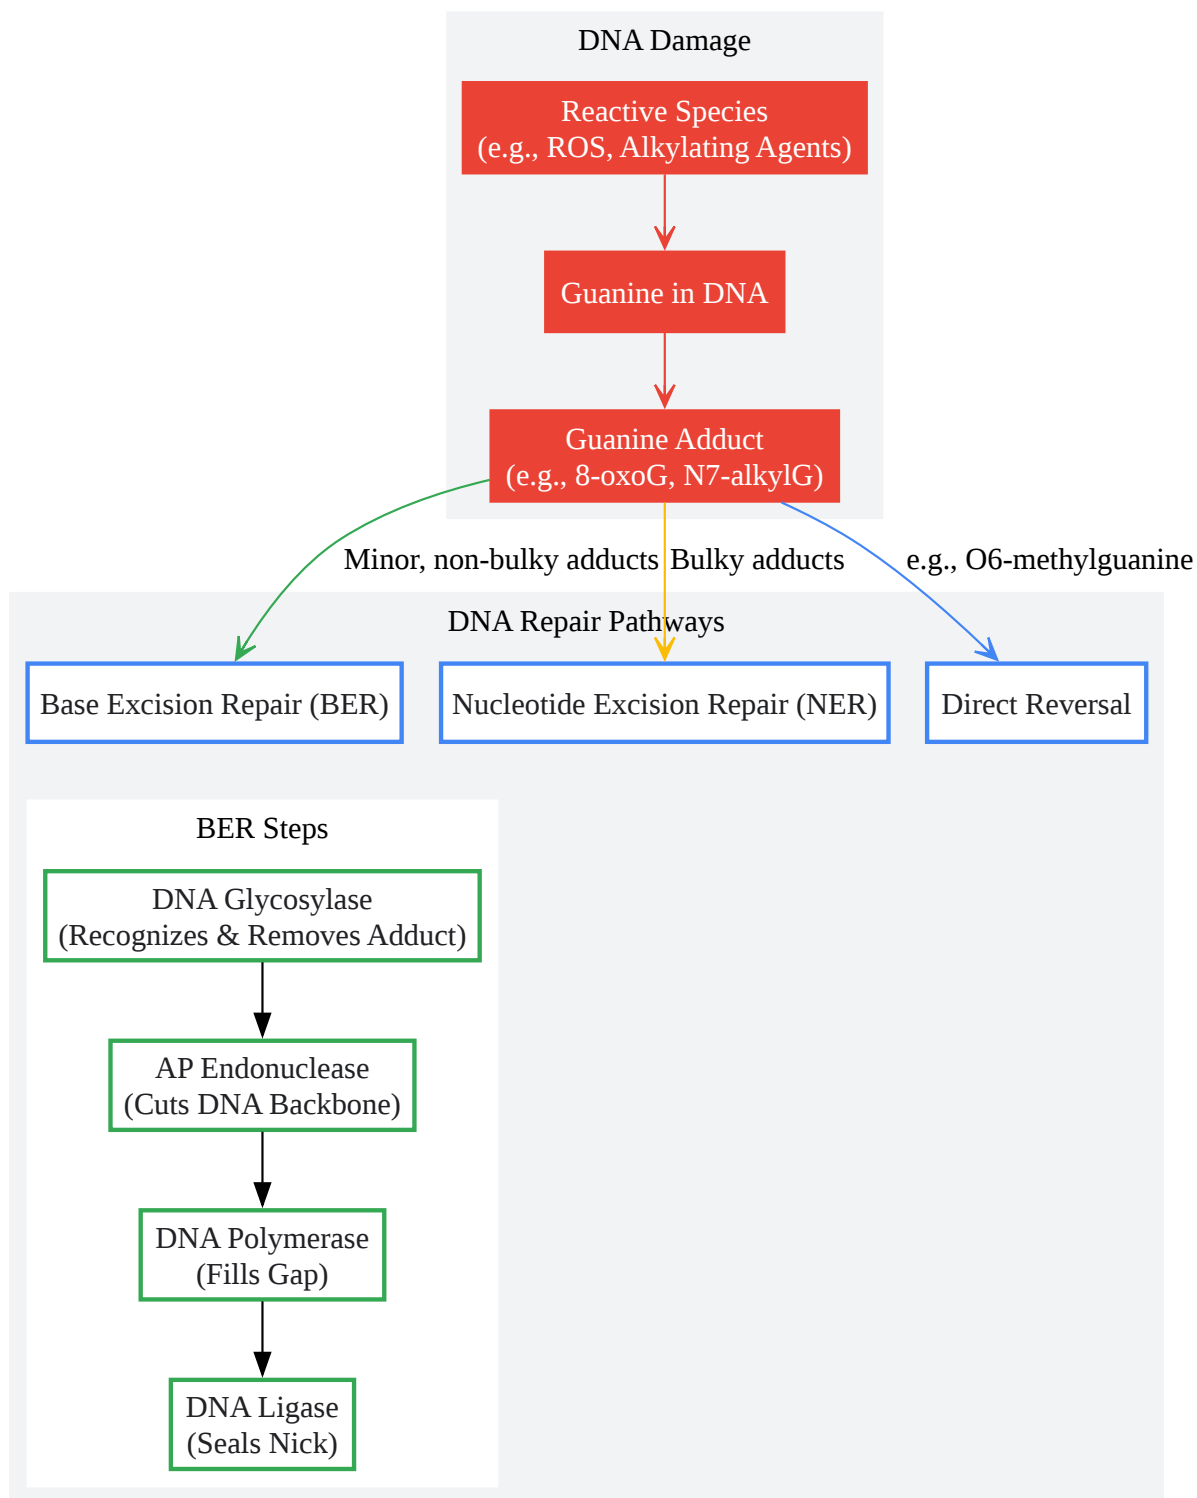 DNA Damage
Reactive Species
(e.g., ROS, Alkylating Agents)
Guanine in DNA
Guanine Adduct
(e.g., 8-oxoG, N7-alkylG)
Minor, non-bulky adducts
Bulky adducts
e.g., O6-methylguanine
DNA Repair Pathways
Base Excision Repair (BER)
Nucleotide Excision Repair (NER)
Direct Reversal
BER Steps
DNA Glycosylase
(Recognizes & Removes Adduct)
AP Endonuclease
(Cuts DNA Backbone)
DNA Polymerase
(Fills Gap)
DNA Ligase
(Seals Nick)